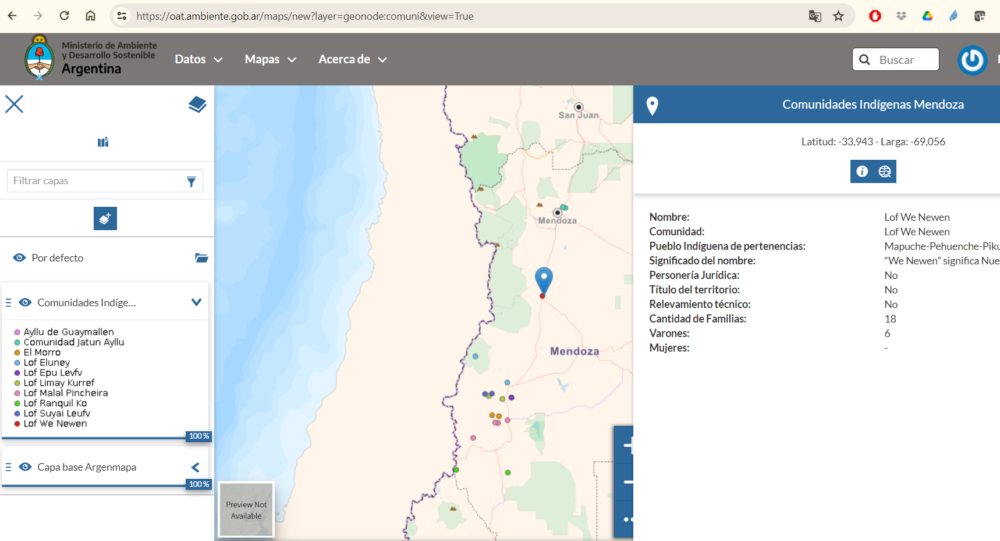 https://oat.ambiente.gob.ar/maps/new?layer=geonode:comuni&view=True
Ministerio de Ambiente
y Desarrollo Sostenible
Argentina
Datos
Mapas
Acerca de
Buscar
Filtrar capas
Por defecto
Comunidades Indíge...
Ayllu de Guaymallen
Comunidad Jatun Ayllu
El Morro
Lof Eluney
Lof Epu Levfv
Lof Limay Kurref
Lof Malal Pincheira
Lof Ranquil Ko
Lof Suyai Leufv
Lof We Newen
100 %
Capa base Argenmapa
100 %
San Juan
Mendoza
Mendoza
Preview Not
Available
Comunidades Indígenas Mendoza
Latitud: -33,943 - Larga: -69,056
Nombre: Lof We Newen
Comunidad: Lof We Newen
Pueblo Indíguena de pertenencias: Mapuche-Pehuenche-Piku
Significado del nombre: “We Newen” significa Nue
Personería Jurídica: No
Título del territorio: No
Relevamiento técnico: No
Cantidad de Familias: 18
Varones: 6
Mujeres: -